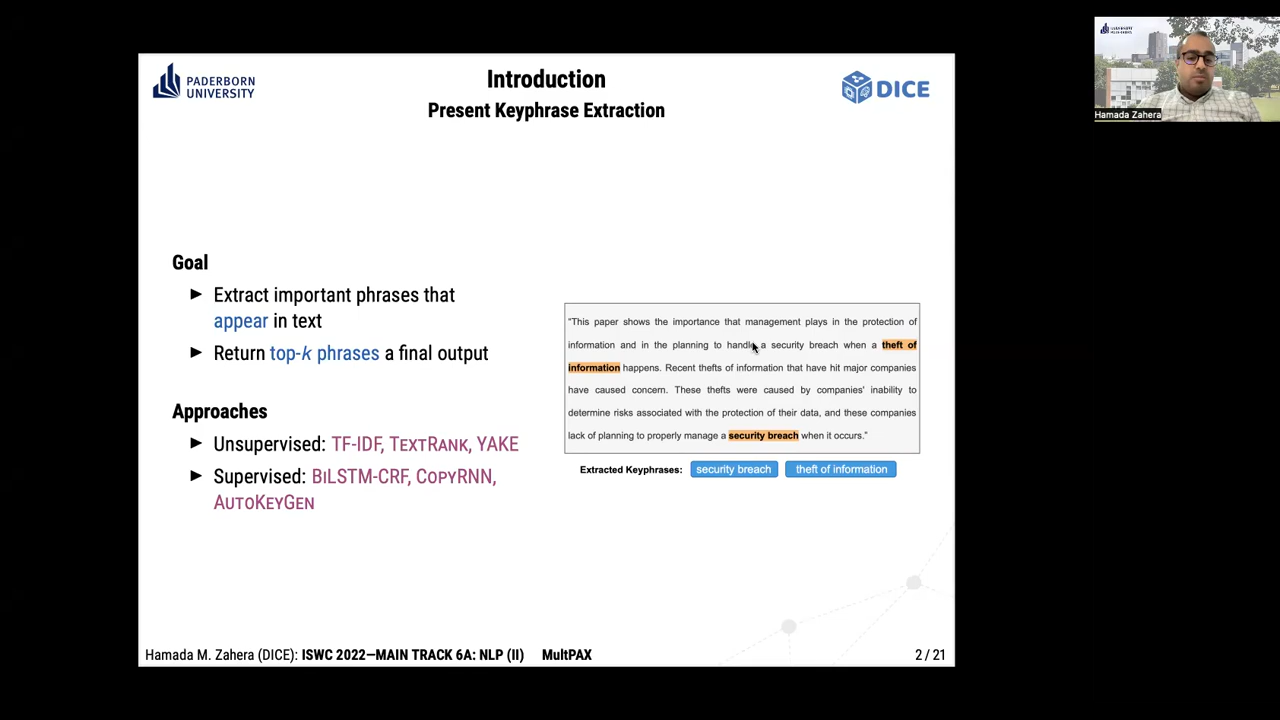 PADERBORN
UNIVERSITY
Introduction
Present Keyphrase Extraction
DICE
Hamada Zahera
Goal
► Extract important phrases that
appear in text
► Return top-k phrases a final output
Approaches
► Unsupervised: TF-IDF, TEXTRANK, YAKE
► Supervised: BILSTM-CRF, COPYRNN,
AUTOKEYGEN
“This paper shows the importance that management plays in the protection of
information and in the planning to handle a security breach when a theft of
information happens. Recent thefts of information that have hit major companies
have caused concern. These thefts were caused by companies' inability to
determine risks associated with the protection of their data, and these companies
lack of planning to properly manage a security breach when it occurs.”
Extracted Keyphrases: security breach theft of information
Hamada M. Zahera (DICE): ISWC 2022—MAIN TRACK 6A: NLP (II) MultPAX
2 / 21